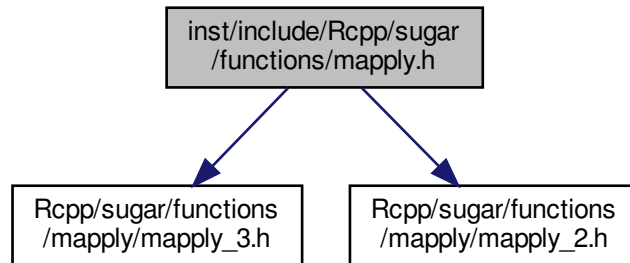 inst/include/Rcpp/sugar
/functions/mapply.h
Rcpp/sugar/functions
/mapply/mapply_3.h
Rcpp/sugar/functions
/mapply/mapply_2.h